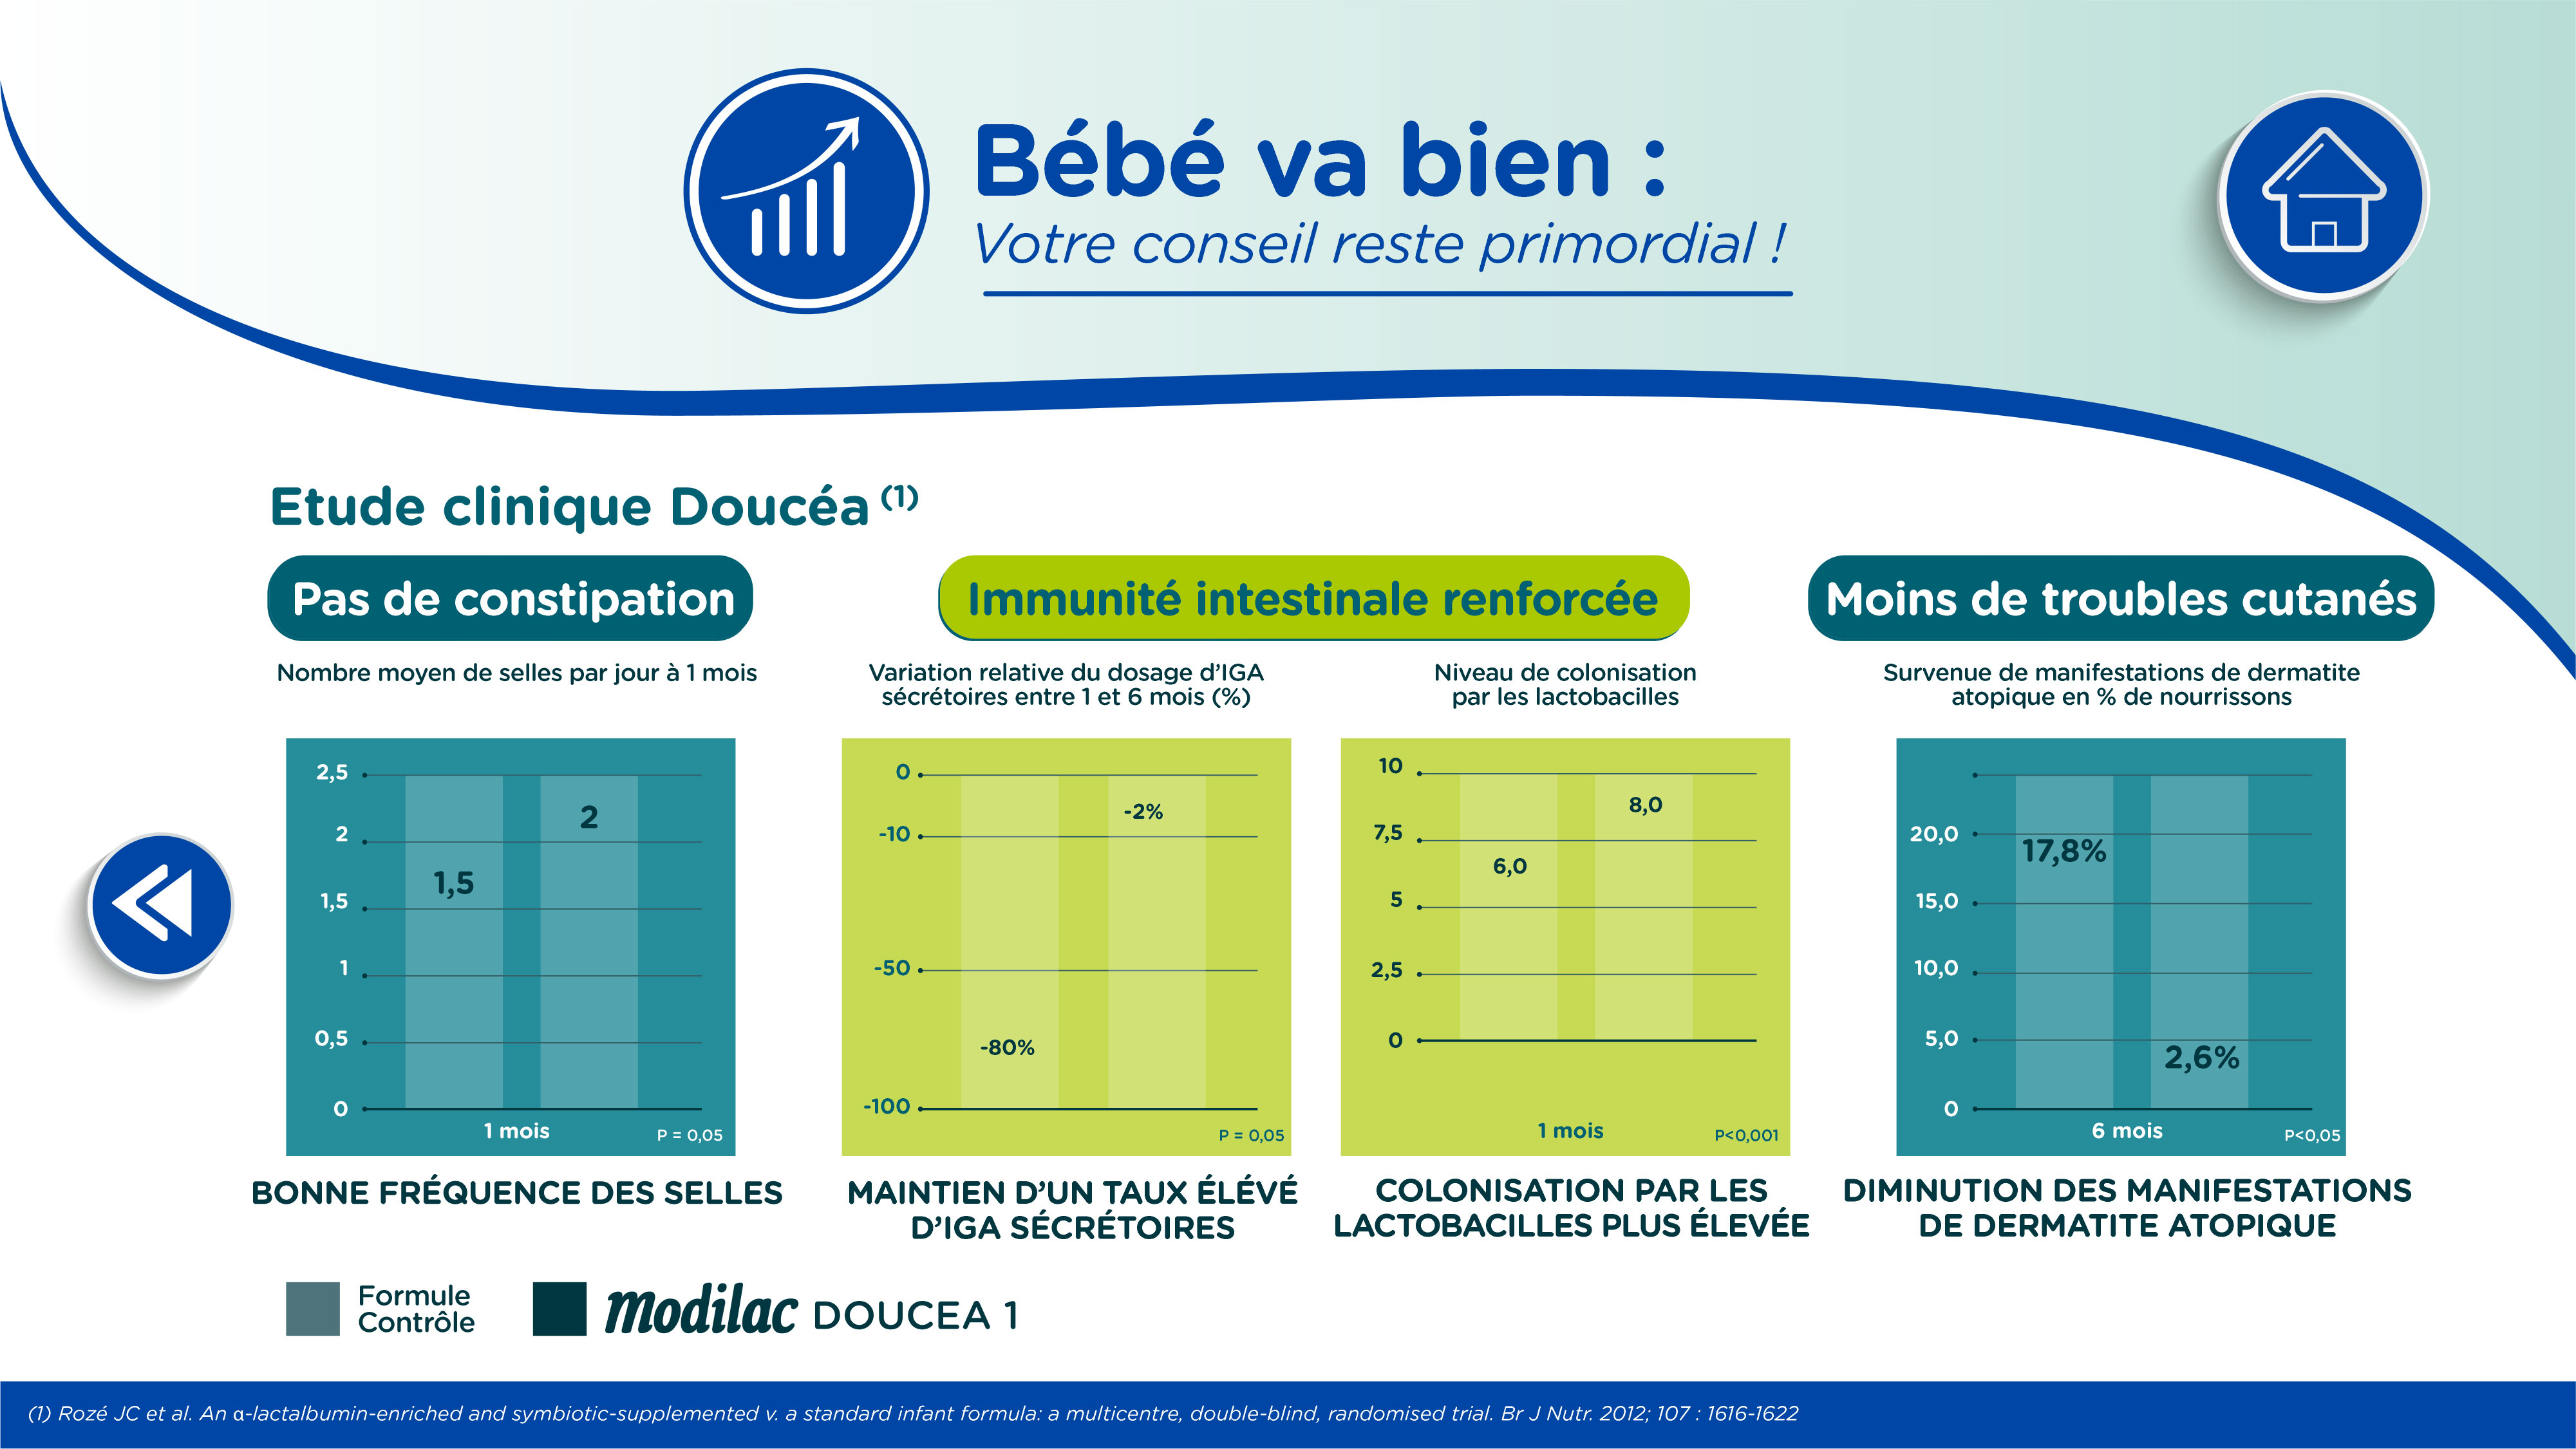 Bébé va bien :
Votre conseil reste primordial !
Etude clinique Doucéa (1)
Pas de constipation
Nombre moyen de selles par jour à 1 mois
2,5
2
1,5
1
0,5
0
1,5
2
1 mois
P = 0,05
BONNE FRÉQUENCE DES SELLES
Immunité intestinale renforcée
Variation relative du dosage d’IGA
sécrétoires entre 1 et 6 mois (%)
0
-10
-50
-100
-80%
-2%
P = 0,05
MAINTIEN D’UN TAUX ÉLÉVÉ
D’IGA SÉCRÉTOIRES
Niveau de colonisation
par les lactobacilles
10
7,5
5
2,5
0
6,0
8,0
1 mois
P<0,001
COLONISATION PAR LES
LACTOBACILLES PLUS ÉLEVÉE
Moins de troubles cutanés
Survenue de manifestations de dermatite
atopique en % de nourrissons
20,0
15,0
10,0
5,0
0
17,8%
2,6%
6 mois
P<0,05
DIMINUTION DES MANIFESTATIONS
DE DERMATITE ATOPIQUE
Formule
Contrôle
modilac DOUCEA 1
(1) Rozé JC et al. An α-lactalbumin-enriched and symbiotic-supplemented v. a standard infant formula: a multicentre, double-blind, randomised trial. Br J Nutr. 2012; 107 : 1616-1622